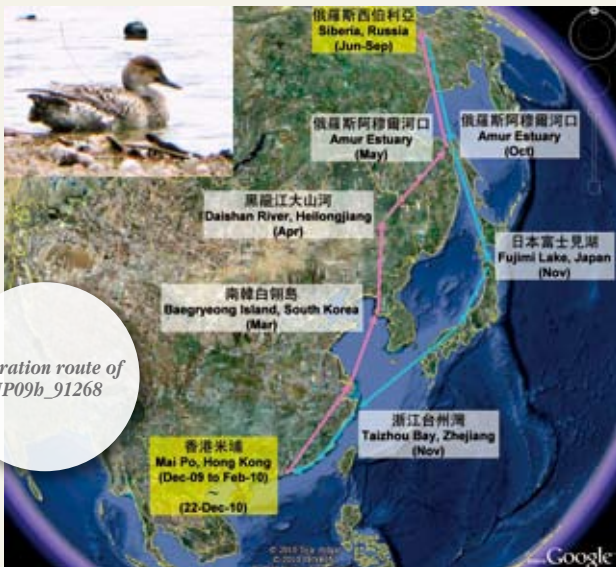 俄羅斯西伯利亞
Siberia, Russia
(Jun-Sep)
俄羅斯阿穆爾河口
Amur Estuary
(May)
俄羅斯阿穆爾河口
Amur Estuary
(Oct)
黑龍江大山河
Daishan River, Heilongjiang
(Apr)
日本富士見湖
Fujimi Lake, Japan
(Nov)
南韓白翎島
Baegryeong Island, South Korea
(Mar)
ration route of
P09b_91268
浙江台州灣
Taizhou Bay, Zhejiang
(Nov)
香港米埔
Mai Po, Hong Kong
(Dec-09 to Feb-10)
~
(22-Dec-10)
Google